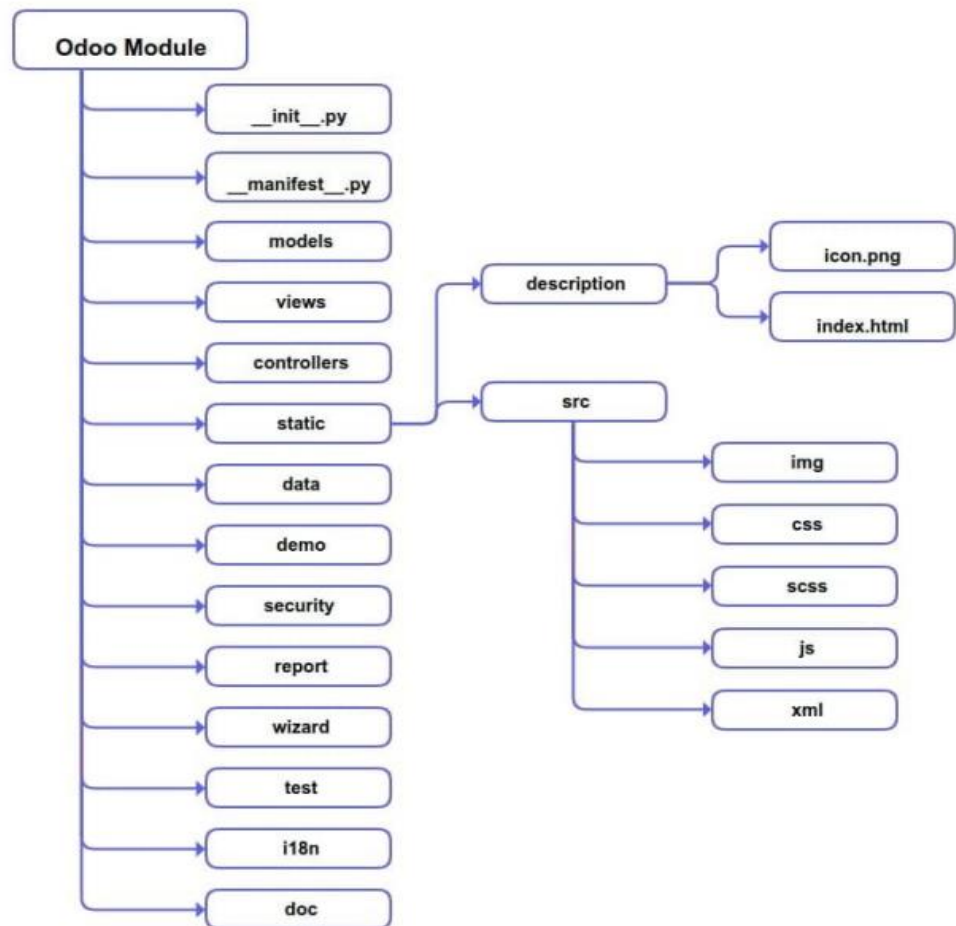 Odoo Module
__init__.py
__manifest__.py
models
views
controllers
static
data
demo
security
report
wizard
test
i18n
doc
description
icon.png
index.html
src
img
css
scss
js
xml